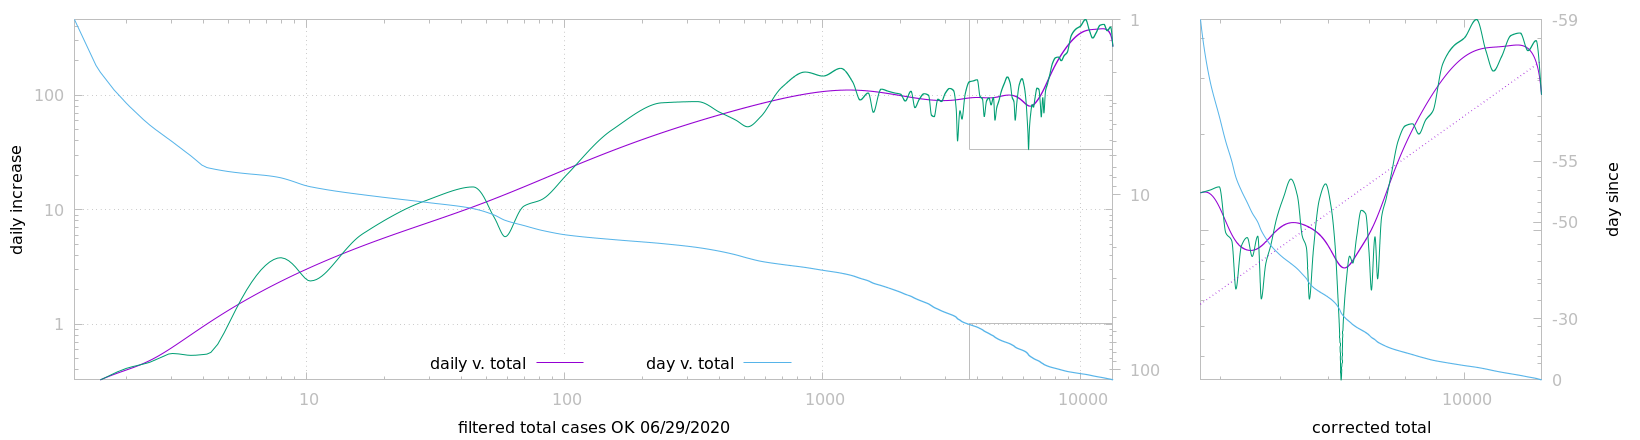 daily increase
100
10
1
daily v. total
day v. total
10
100
1000
10000
filtered total cases OK 06/29/2020
1
10
100
-59
-55
-50
-30
0
day since
10000
corrected total